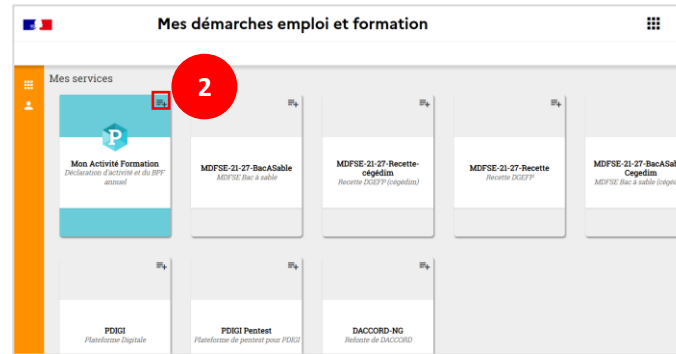 Mes démarches emploi et formation
Mes services
2
P
Mon Activité Formation
Déclaration d'activité et du BPF
annuel
MDFSE-21-27-BacASable
MDFSE Bac à sable
MDFSE-21-27-Recette-
cégédim
Recette DGEFP (cégédim)
MDFSE-21-27-Recette
Recette DGEFP
MDFSE-21-27-BacASab
Cegedim
MDFSE Bac à sable (cégéd
PDIGI
Plateforme Digitale
PDIGI Pentest
Plateforme de pentest pour PDIGI
DACCORD-NG
Refonte de DACCORD